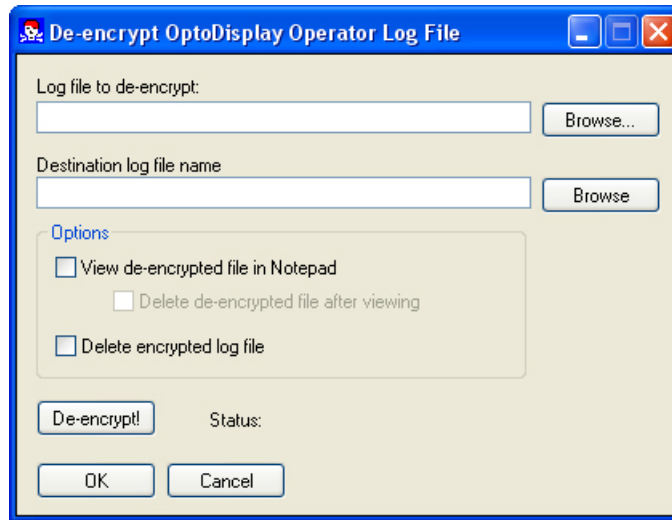 De-encrypt OptoDisplay Operator Log File
Log file to de-encrypt:
Browse...
Destination log file name
Browse
Options
View de-encrypted file in Notepad
Delete de-encrypted file after viewing
Delete encrypted log file
De-encrypt! Status:
OK Cancel